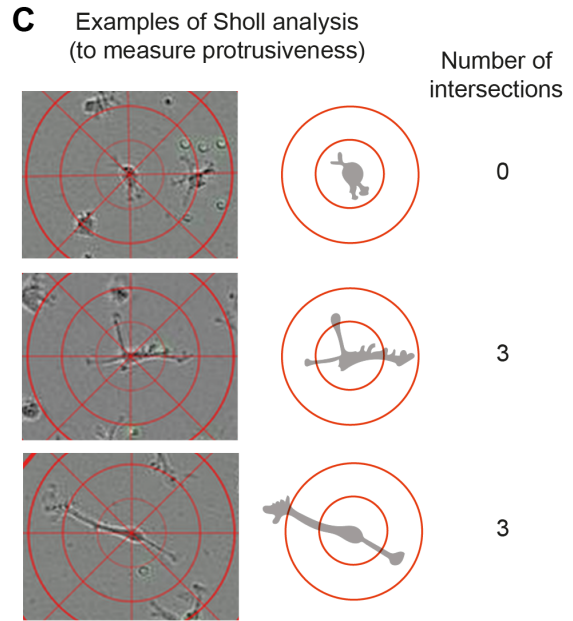 C
Examples of Sholl analysis
(to measure protrusiveness)
Number of
intersections
0
3
3